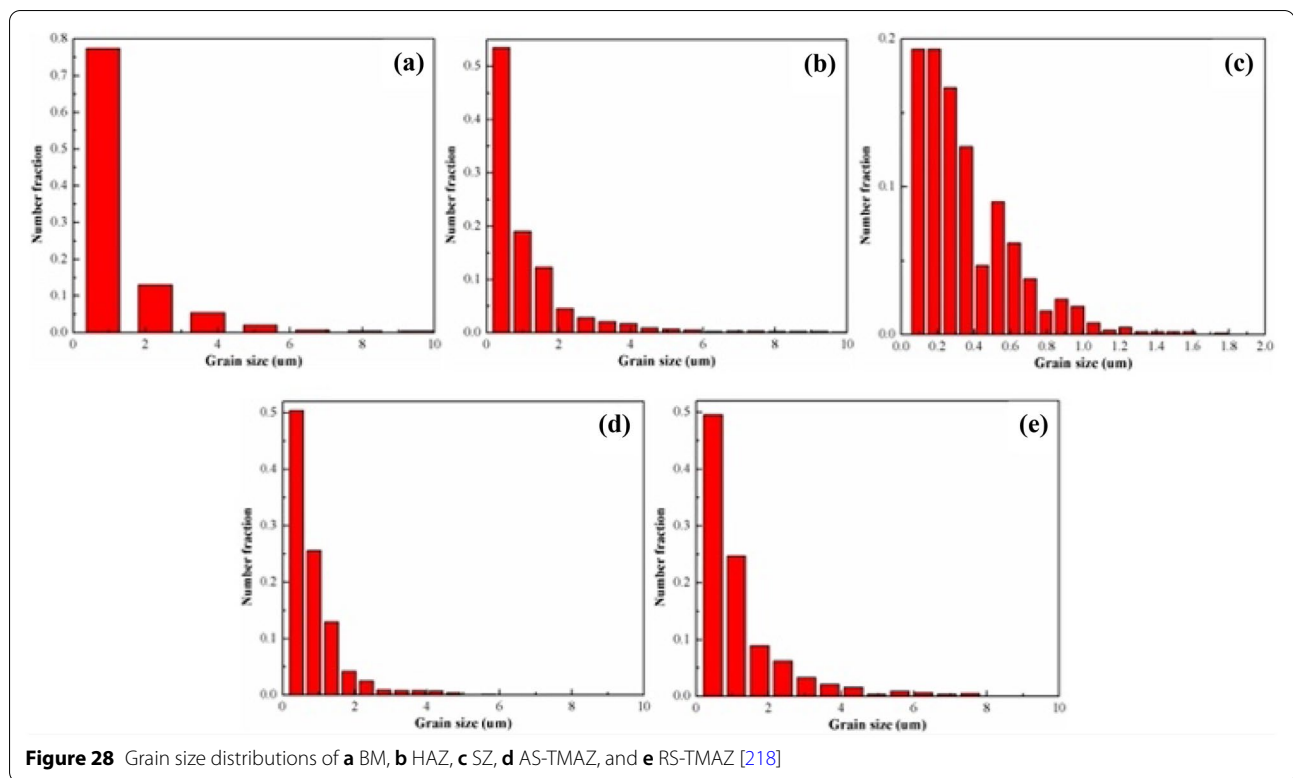 (a)
Number fraction
0.8
0.7
0.6
0.5
0.4
0.3
0.2
0.1
0.0
0 2 4 6 8 10
Grain size (um)
(b)
Number fraction
0.5
0.4
0.3
0.2
0.1
0.0
0 2 4 6 8 10
Grain size (um)
(c)
Number fraction
0.2
0.1
0.0
0.0 0.2 0.4 0.6 0.8 1.0 1.2 1.4 1.6 1.8 2.0
Grain size (um)
(d)
Number fraction
0.5
0.4
0.3
0.2
0.1
0.0
0 2 4 6 8 10
Grain size (um)
(e)
Number fraction
0.5
0.4
0.3
0.2
0.1
0.0
0 2 4 6 8 10
Grain size (um)
Figure 28 Grain size distributions of a BM, b HAZ, c SZ, d AS-TMAZ, and e RS-TMAZ [218]